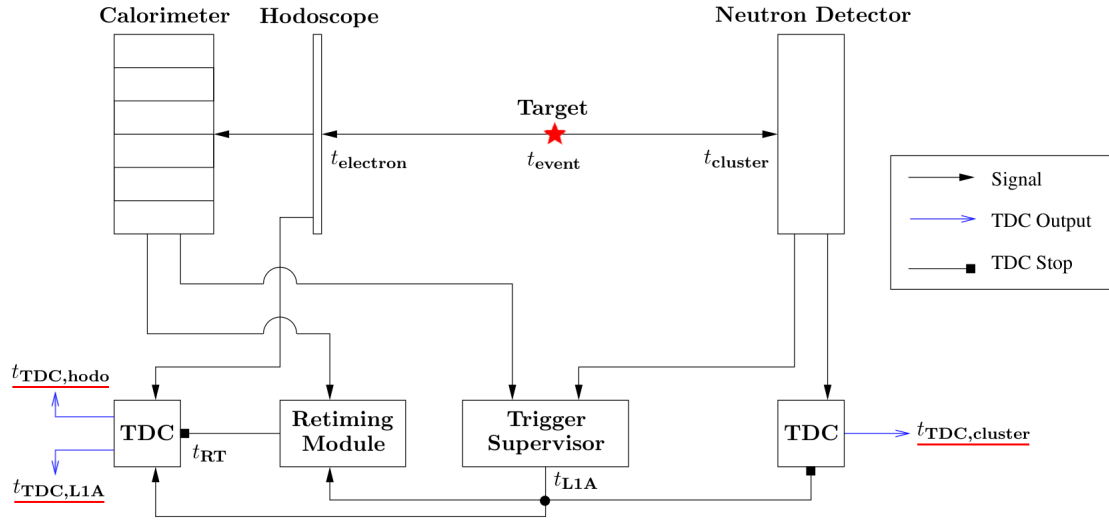 Calorimeter Hodoscope Neutron Detector
Target
t_electron t_event t_cluster
Signal
TDC Output
TDC Stop
t_TDC,hodo
TDC
t_RT
Retiming
Module
Trigger
Supervisor
TDC
t_TDC,cluster
t_TDC,L1A
t_L1A